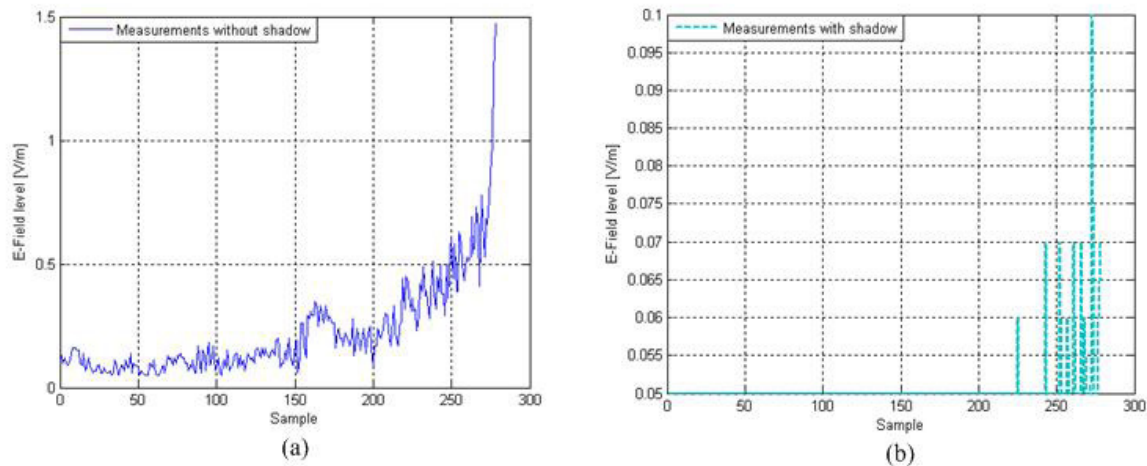 Measurements without shadow
1.5
1
0.5
0
E-Field level [V/m]
0 50 100 150 200 250 300
Sample
(a)
Measurements with shadow
0.1
0.095
0.09
0.085
0.08
0.075
0.07
0.065
0.06
0.055
0.05
E-Field level [V/m]
0 50 100 150 200 250 300
Sample
(b)